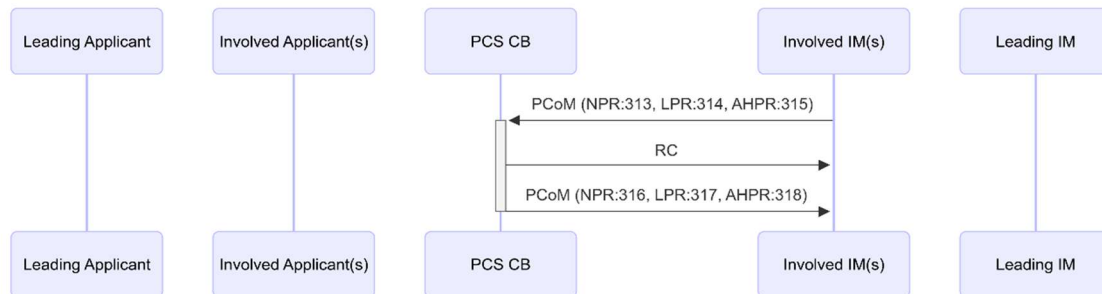 Leading Applicant
Involved Applicant(s)
PCS CB
Involved IM(s)
Leading IM
PCoM (NPR:313, LPR:314, AHPR:315)
RC
PCoM (NPR:316, LPR:317, AHPR:318)
Leading Applicant
Involved Applicant(s)
PCS CB
Involved IM(s)
Leading IM